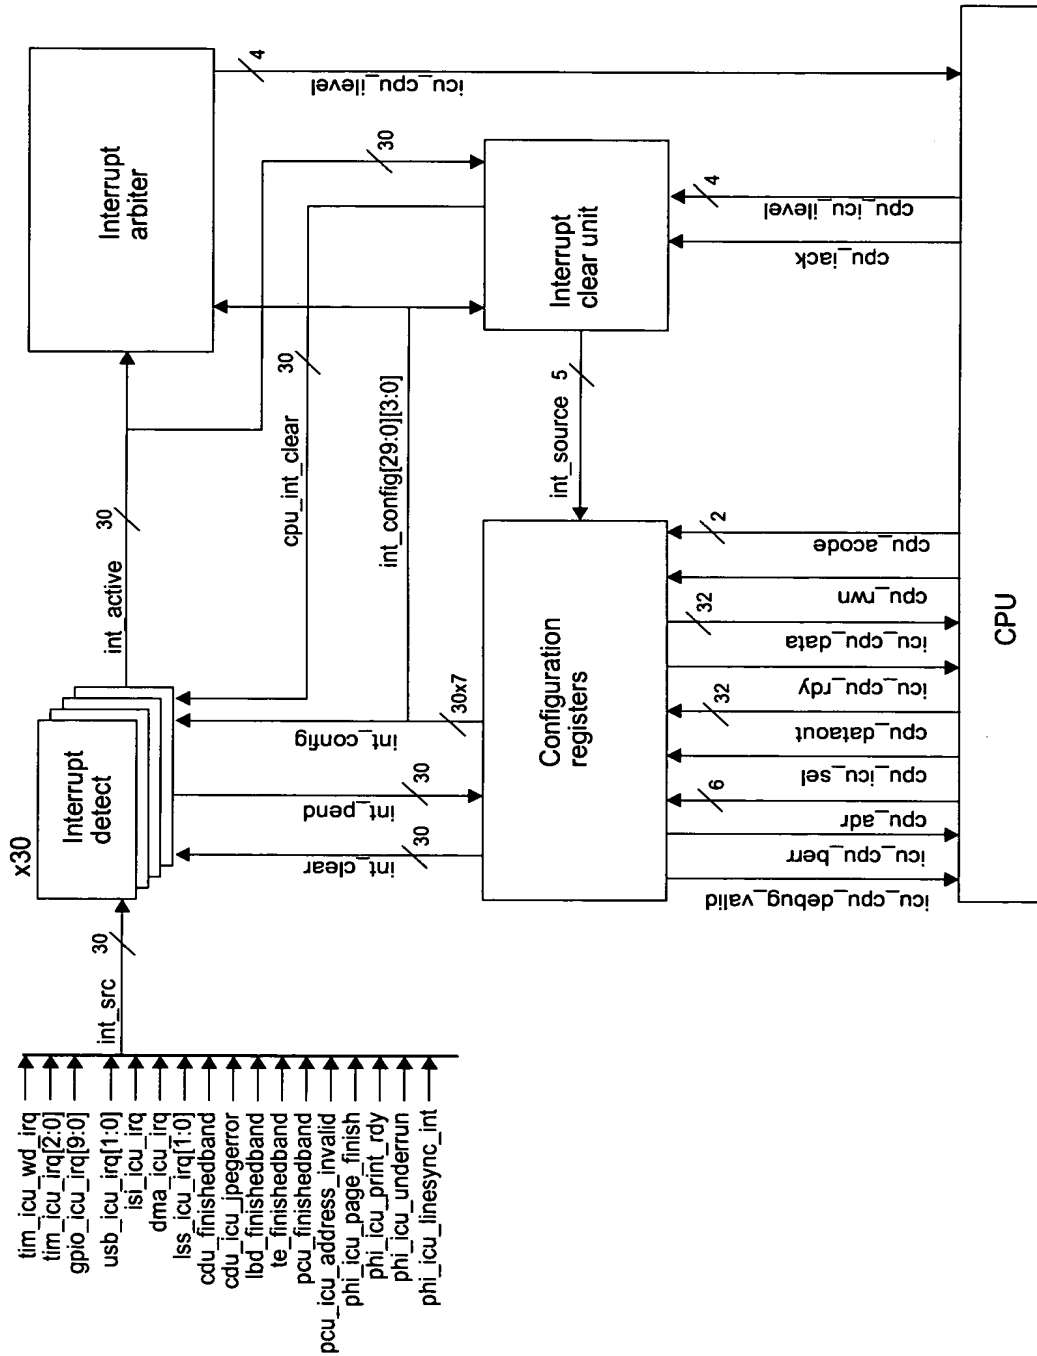 tim_icu_wd_irq
tim_icu_irq[2:0]
gpio_icu_irq[9:0]
usb_icu_irq[1:0]
isi_icu_irq
dma_icu_irq
lss_icu_irq[1:0]
cdu_finishedband
cdu_icu_jpegerror
lbd_finishedband
te_finishedband
pcu_finishedband
pcu_icu_address_invalid
phi_icu_page_finish
phi_icu_print_rdy
phi_icu_underrun
phi_icu_linesync_int
int_src
30
x30
Interrupt
detect
int_active
30
Interrupt
arbiter
4
icu_cpu_ilevel
30
cpu_int_clear
30
int_config[29:0][3:0]
int_clear
30
int_pend
30
int_config
30x7
Configuration
registers
int_source
5
Interrupt
clear unit
cpu_iack
cpu_icu_ilevel
4
icu_cpu_debug_valid
icu_cpu_berr
cpu_adr
6
cpu_icu_sel
cpu_dataout
32
icu_cpu_rdy
icu_cpu_data
32
cpu_rwn
cpu_acode
2
CPU